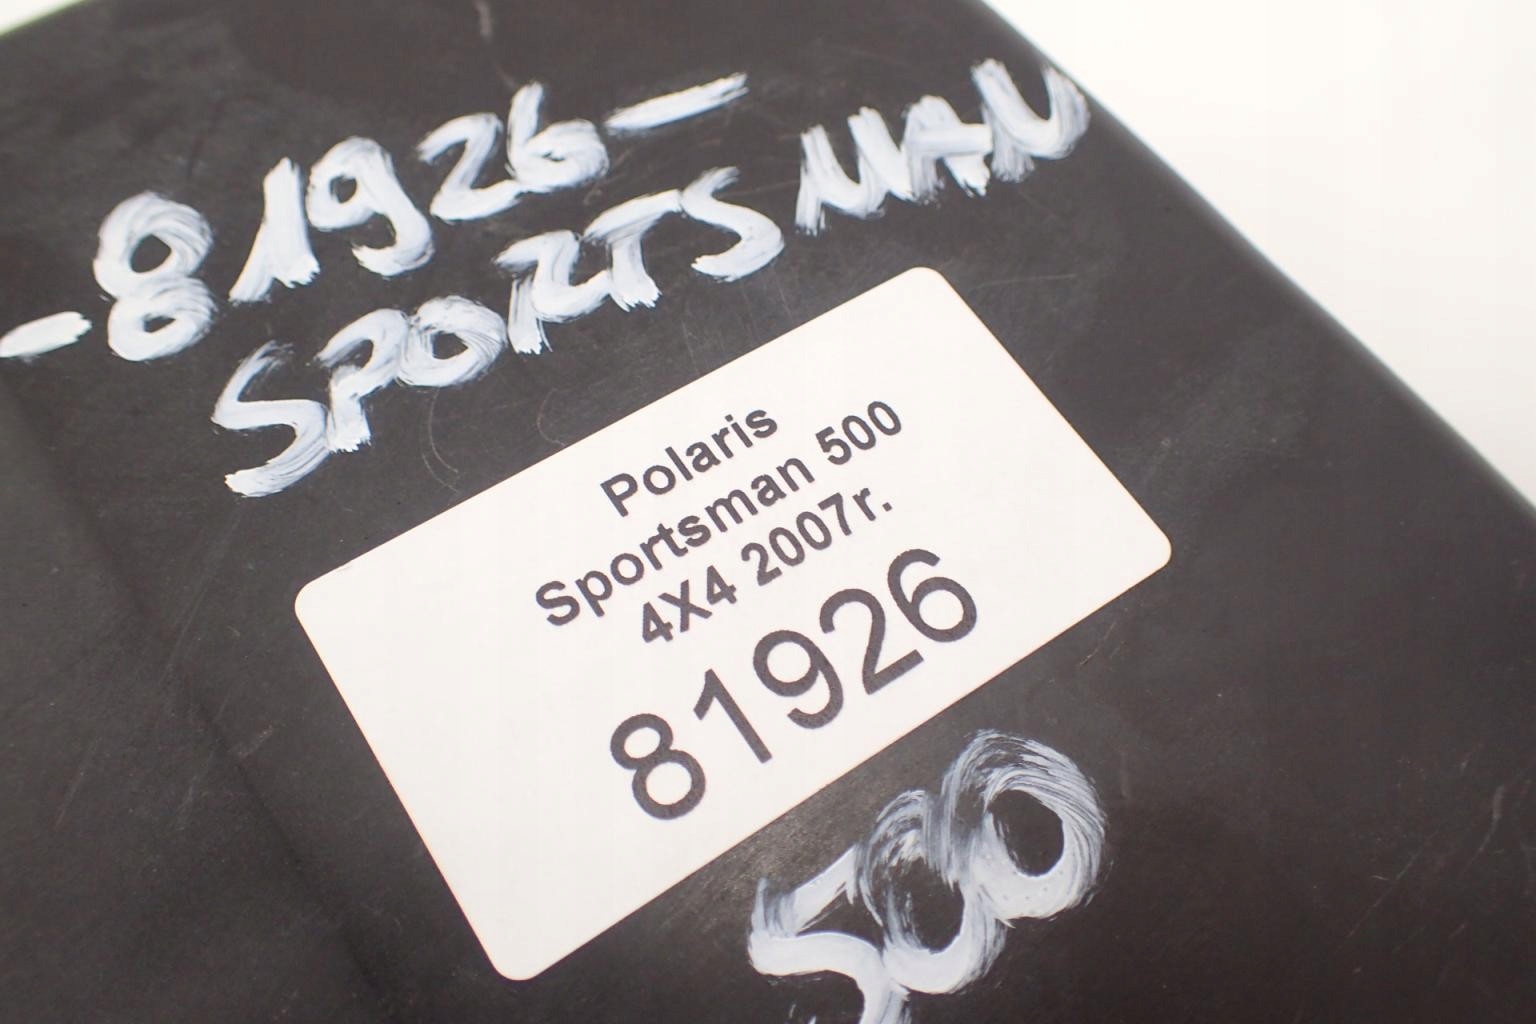 -81926-
SPORTSMAN
Polaris
Sportsman 500
4X4 2007r.
81926
500